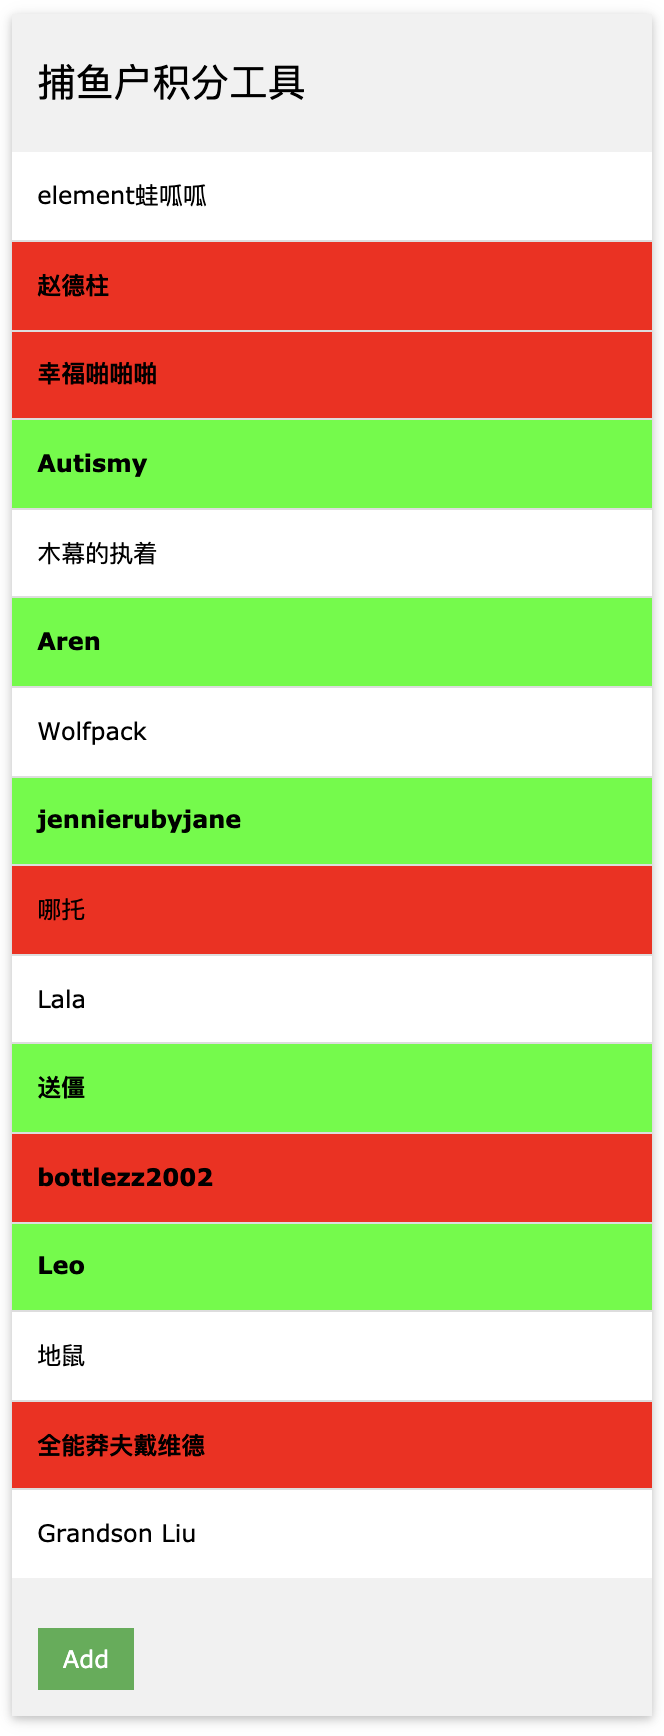 捕鱼户积分工具
element蛙呱呱
赵德柱
幸福啪啪啪
Autismy
木幕的执着
Aren
Wolfpack
jennierubyjane
哪托
Lala
送僵
bottlezz2002
Leo
地鼠
全能莽夫戴维德
Grandson Liu
Add